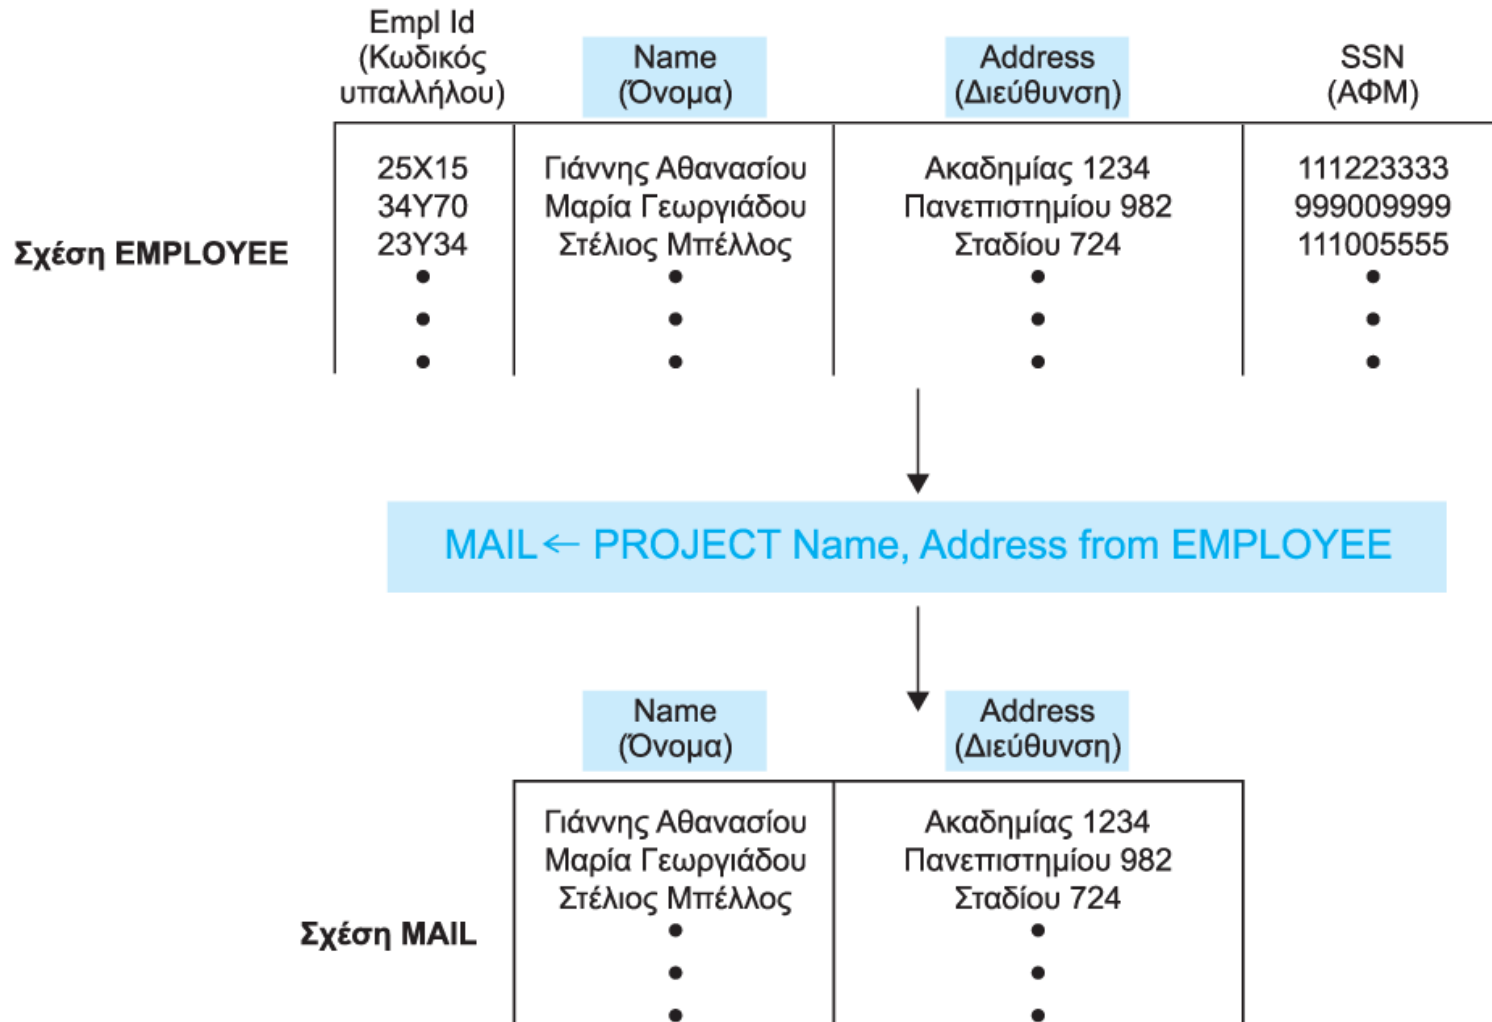 Empl Id
(Κωδικός
υπαλλήλου)
Name
(Όνομα)
Address
(Διεύθυνση)
SSN
(ΑΦΜ)
25X15 Γιάννης Αθανασίου Ακαδημίας 1234 111223333
34Y70 Μαρία Γεωργιάδου Πανεπιστημίου 982 999009999
23Y34 Στέλιος Μπέλλος Σταδίου 724 111005555
Σχέση EMPLOYEE
MAIL ← PROJECT Name, Address from EMPLOYEE
Name
(Όνομα)
Address
(Διεύθυνση)
Γιάννης Αθανασίου Ακαδημίας 1234
Μαρία Γεωργιάδου Πανεπιστημίου 982
Στέλιος Μπέλλος Σταδίου 724
Σχέση MAIL